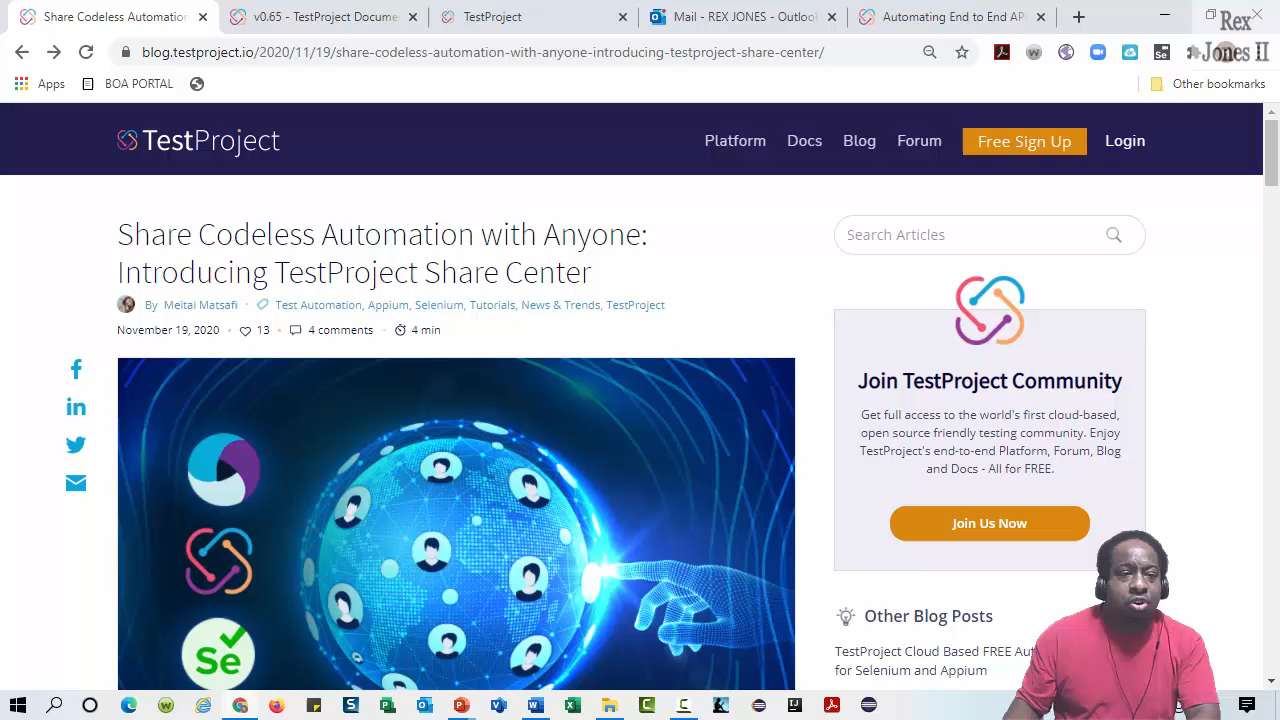 Share Codeless Automation
v0.65 - TestProject Docume
TestProject
Mail - REX JONES - Outlook
Automating End to End API
Rex
Jones II
blog.testproject.io/2020/11/19/share-codeless-automation-with-anyone-introducing-testproject-share-center/
Apps
BOA PORTAL
Other bookmarks
TestProject
Platform
Docs
Blog
Forum
Free Sign Up
Login
Share Codeless Automation with Anyone:
Introducing TestProject Share Center
By Meital Matsafi · Test Automation, Appium, Selenium, Tutorials, News & Trends, TestProject
November 19, 2020 · 13 · 4 comments · 4 min
Search Articles
Join TestProject Community
Get full access to the world's first cloud-based,
open source friendly testing community. Enjoy
TestProject's end-to-end Platform, Forum, Blog
and Docs - All for FREE.
Join Us Now
Se
Other Blog Posts
TestProject Cloud Based FREE Aut
for Selenium and Appium